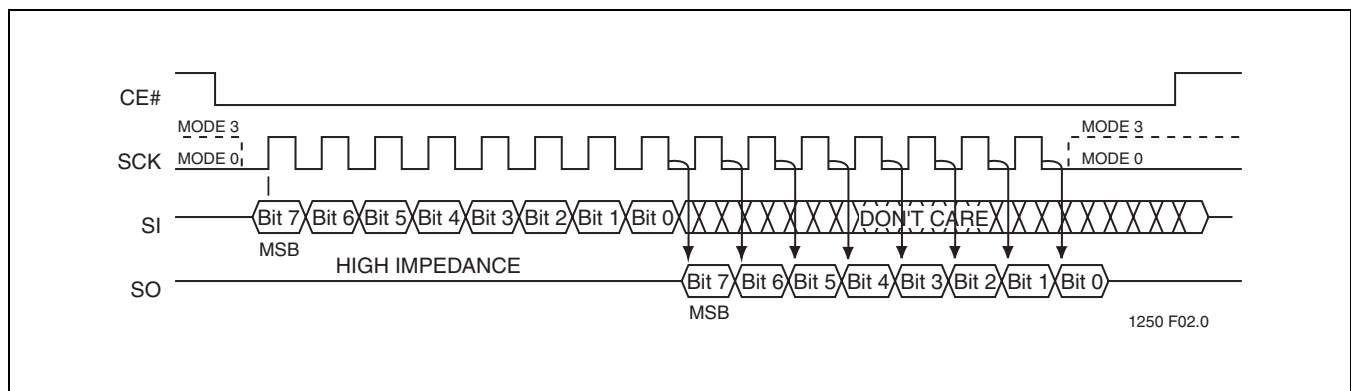 CE#
MODE 3 MODE 3
SCK MODE 0 MODE 0
SI Bit 7 Bit 6 Bit 5 Bit 4 Bit 3 Bit 2 Bit 1 Bit 0 DON'T CARE
MSB
HIGH IMPEDANCE
SO Bit 7 Bit 6 Bit 5 Bit 4 Bit 3 Bit 2 Bit 1 Bit 0
MSB
1250 F02.0